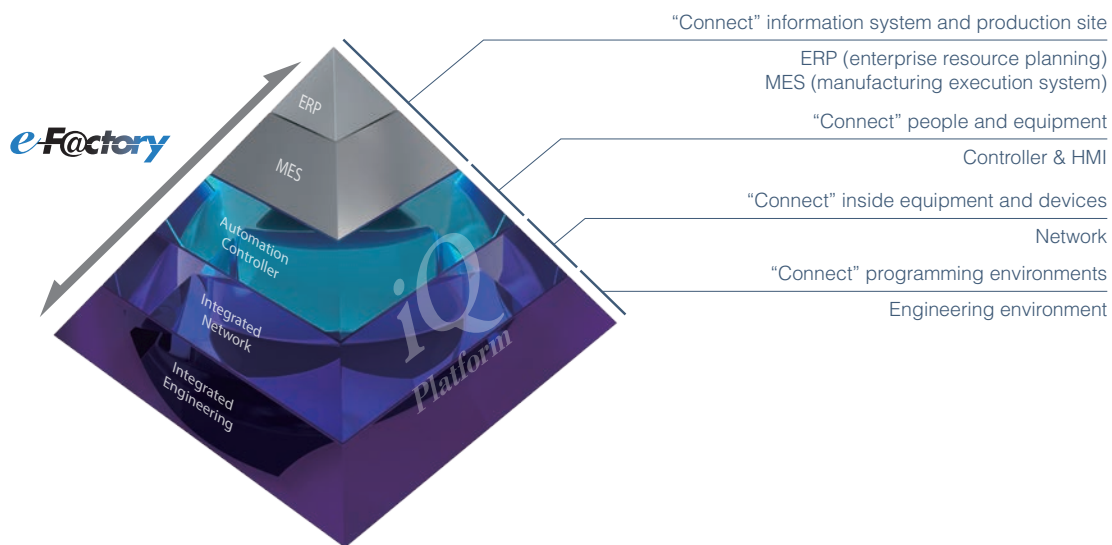 “Connect” information system and production site
ERP (enterprise resource planning)
MES (manufacturing execution system)
“Connect” people and equipment
Controller & HMI
“Connect” inside equipment and devices
Network
“Connect” programming environments
Engineering environment
e-F@ctory
ERP
MES
Automation
Controller
Integrated
Network
Integrated
Engineering
iQ
Platform